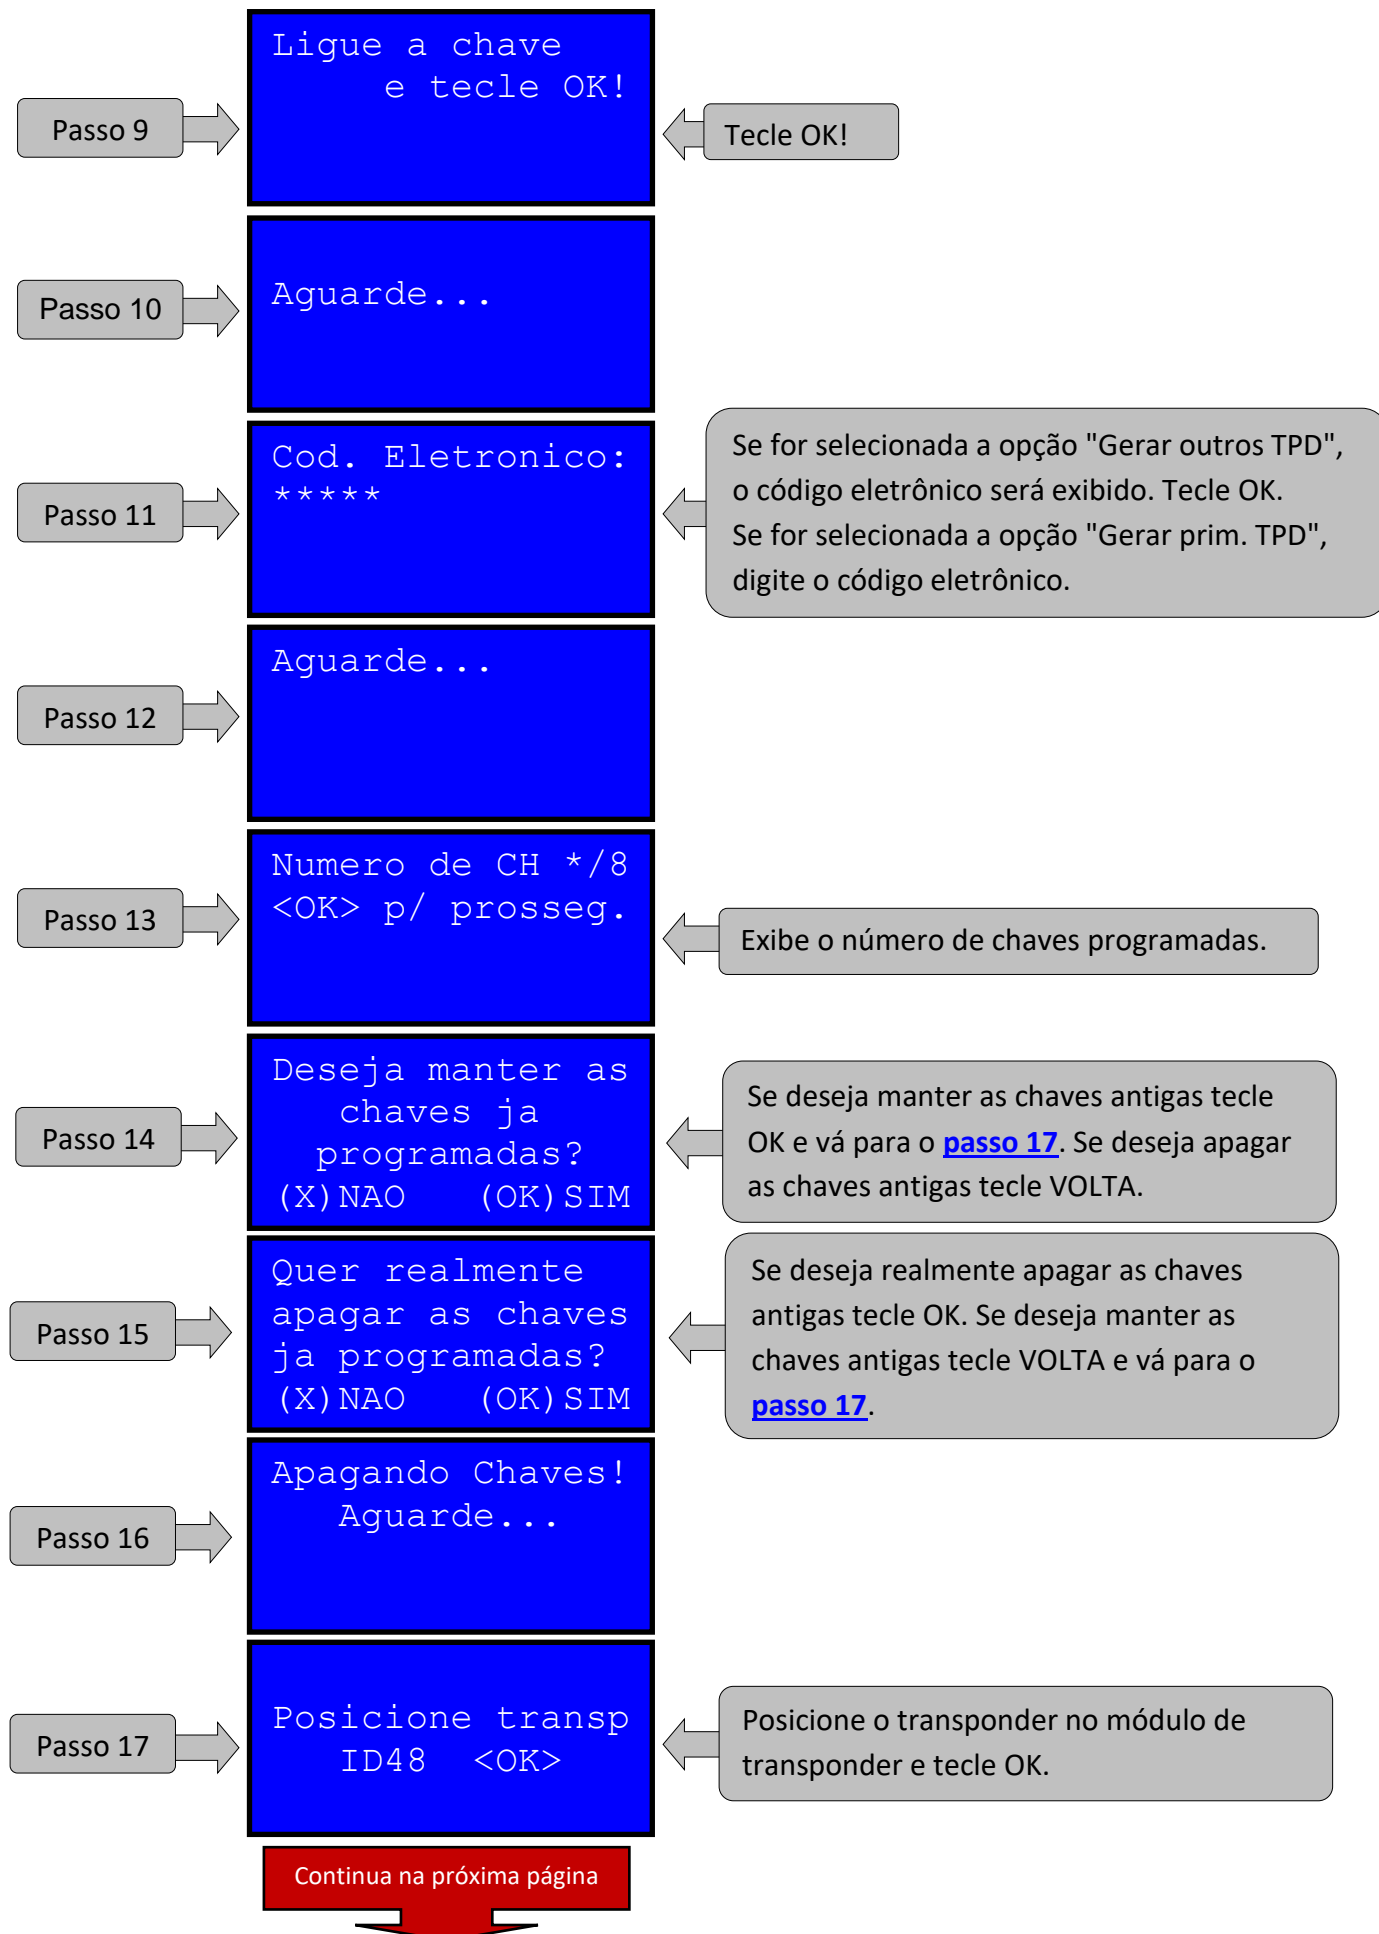 Ligue a chave
e tecle OK!
Passo 9
Tecle OK!
Passo 10
Aguarde...
Passo 11
Cod. Eletronico:
*****
Se for selecionada a opção "Gerar outros TPD",
o código eletrônico será exibido. Tecle OK.
Se for selecionada a opção "Gerar prim. TPD",
digite o código eletrônico.
Passo 12
Aguarde...
Passo 13
Numero de CH */8
<OK> p/ prosseg.
Exibe o número de chaves programadas.
Passo 14
Deseja manter as
chaves ja
programadas?
(X)NAO (OK)SIM
Se deseja manter as chaves antigas tecle
OK e vá para o passo 17. Se deseja apagar
as chaves antigas tecle VOLTA.
Passo 15
Quer realmente
apagar as chaves
ja programadas?
(X)NAO (OK)SIM
Se deseja realmente apagar as chaves
antigas tecle OK. Se deseja manter as
chaves antigas tecle VOLTA e vá para o
passo 17.
Passo 16
Apagando Chaves!
Aguarde...
Passo 17
Posicione transp
ID48 <OK>
Posicione o transponder no módulo de
transponder e tecle OK.
Continua na próxima página